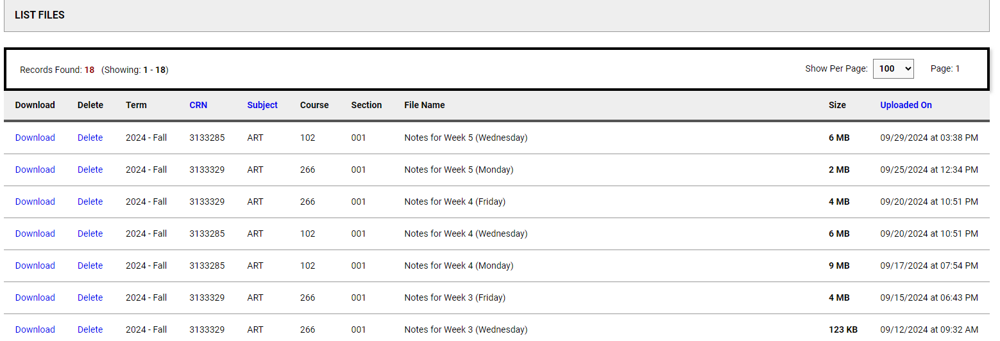 LIST FILES
Records Found: 18 (Showing: 1 - 18) Show Per Page: 100 Page: 1
Download Delete Term CRN Subject Course Section File Name Size Uploaded On
Download Delete 2024 - Fall 3133285 ART 102 001 Notes for Week 5 (Wednesday) 6 MB 09/29/2024 at 03:38 PM
Download Delete 2024 - Fall 3133329 ART 266 001 Notes for Week 5 (Monday) 2 MB 09/25/2024 at 12:34 PM
Download Delete 2024 - Fall 3133329 ART 266 001 Notes for Week 4 (Friday) 4 MB 09/20/2024 at 10:51 PM
Download Delete 2024 - Fall 3133285 ART 102 001 Notes for Week 4 (Wednesday) 6 MB 09/20/2024 at 10:51 PM
Download Delete 2024 - Fall 3133285 ART 102 001 Notes for Week 4 (Monday) 9 MB 09/17/2024 at 07:54 PM
Download Delete 2024 - Fall 3133329 ART 266 001 Notes for Week 3 (Friday) 4 MB 09/15/2024 at 06:43 PM
Download Delete 2024 - Fall 3133329 ART 266 001 Notes for Week 3 (Wednesday) 123 KB 09/12/2024 at 09:32 AM